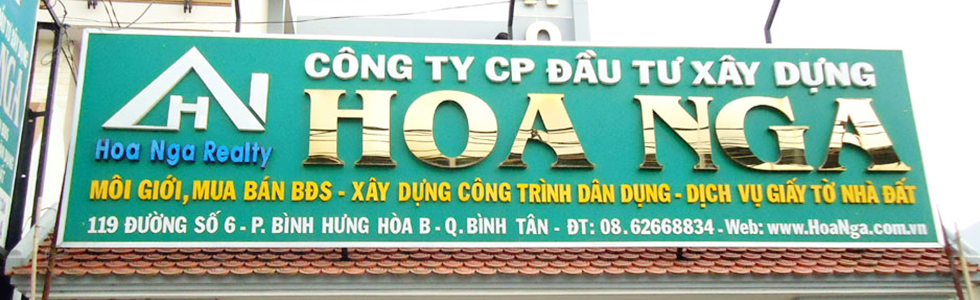 CÔNG TY CP ĐẦU TƯ XÂY DỰNG
HOA NGA
H
Hoa Nga Realty
MÔI GIỚI, MUA BÁN BĐS - XÂY DỰNG CÔNG TRÌNH DÂN DỤNG - DỊCH VỤ GIẤY TỜ NHÀ ĐẤT
119 ĐƯỜNG SỐ 6 - P. BÌNH HƯNG HÒA B - Q. BÌNH TÂN - ĐT: 08.62668834 - Web: www.HoaNga.com.vn
NGA